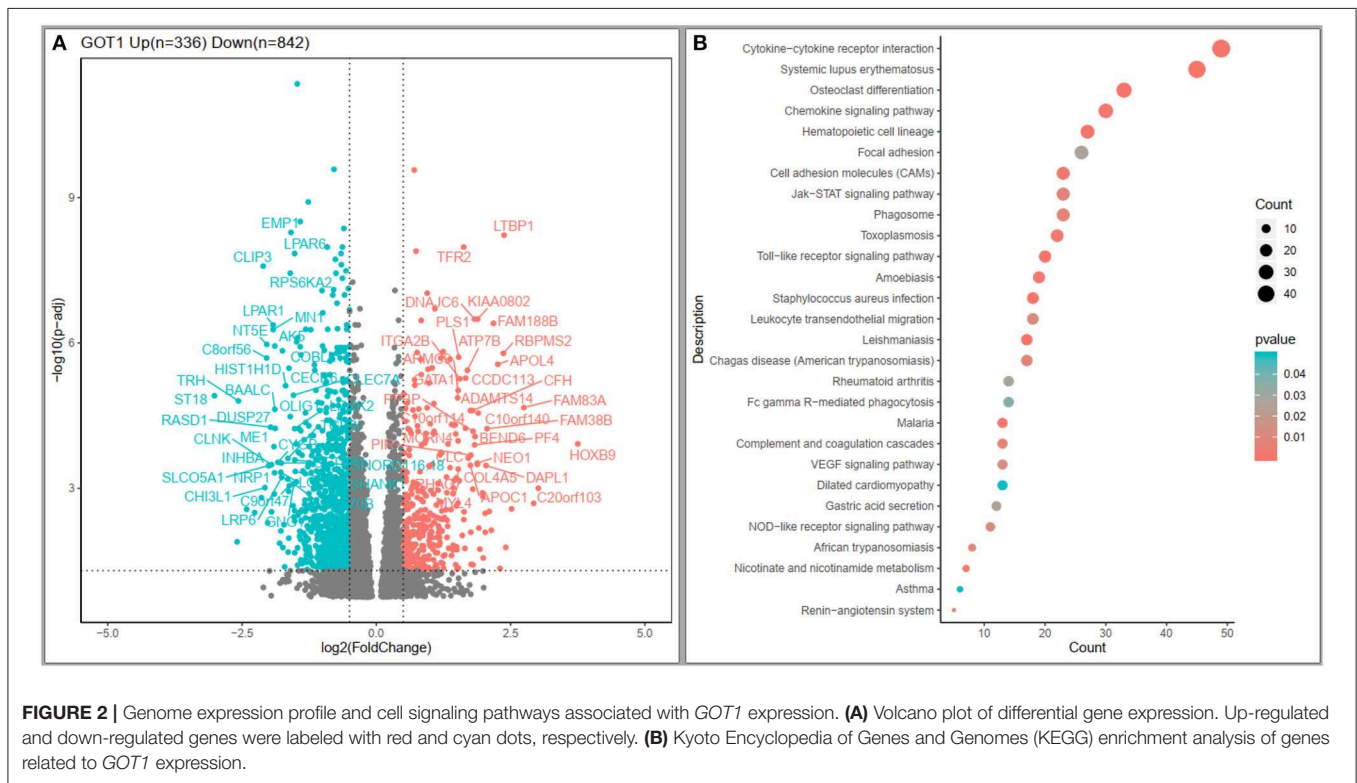 A
GOT1 Up(n=336) Down(n=842)
−log10(p−adj)
9
6
3
EMP1
LPAR6
CLIP3
RPS6KA2
LPAR1
MN1
NT5E
AK5
C8orf56
COBL
HIST1H1D
CECR6
CLEC7A
TRH
BAALC
ST18
OLIG1
DUSP27
RASD1
ME1
CLNK
INHBA
SLCO5A1
NRP1
CHI3L1
C9orf47
LRP6
LTBP1
TFR2
DNAJC6
KIAA0802
PLS1
FAM188B
ITGA2B
ATP7B
RBPMS2
APOL4
GATA1
CCDC113
CFH
ADAMTS14
FAM83A
C10orf114
C10orf140
FAM38B
MORN4
BEND6
PF4
HOXB9
NEO1
COL4A5
DAPL1
APOC1
C20orf103
MYL4
−5.0
−2.5
0.0
2.5
5.0
log2(FoldChange)
B
Description
Cytokine−cytokine receptor interaction
Systemic lupus erythematosus
Osteoclast differentiation
Chemokine signaling pathway
Hematopoietic cell lineage
Focal adhesion
Cell adhesion molecules (CAMs)
Jak−STAT signaling pathway
Phagosome
Toxoplasmosis
Toll−like receptor signaling pathway
Amoebiasis
Staphylococcus aureus infection
Leukocyte transendothelial migration
Leishmaniasis
Chagas disease (American trypanosomiasis)
Rheumatoid arthritis
Fc gamma R−mediated phagocytosis
Malaria
Complement and coagulation cascades
VEGF signaling pathway
Dilated cardiomyopathy
Gastric acid secretion
NOD−like receptor signaling pathway
African trypanosomiasis
Nicotinate and nicotinamide metabolism
Asthma
Renin−angiotensin system
10
20
30
40
50
Count
Count
10
20
30
40
pvalue
0.04
0.03
0.02
0.01
FIGURE 2 | Genome expression profile and cell signaling pathways associated with GOT1 expression. (A) Volcano plot of differential gene expression. Up-regulated
and down-regulated genes were labeled with red and cyan dots, respectively. (B) Kyoto Encyclopedia of Genes and Genomes (KEGG) enrichment analysis of genes
related to GOT1 expression.